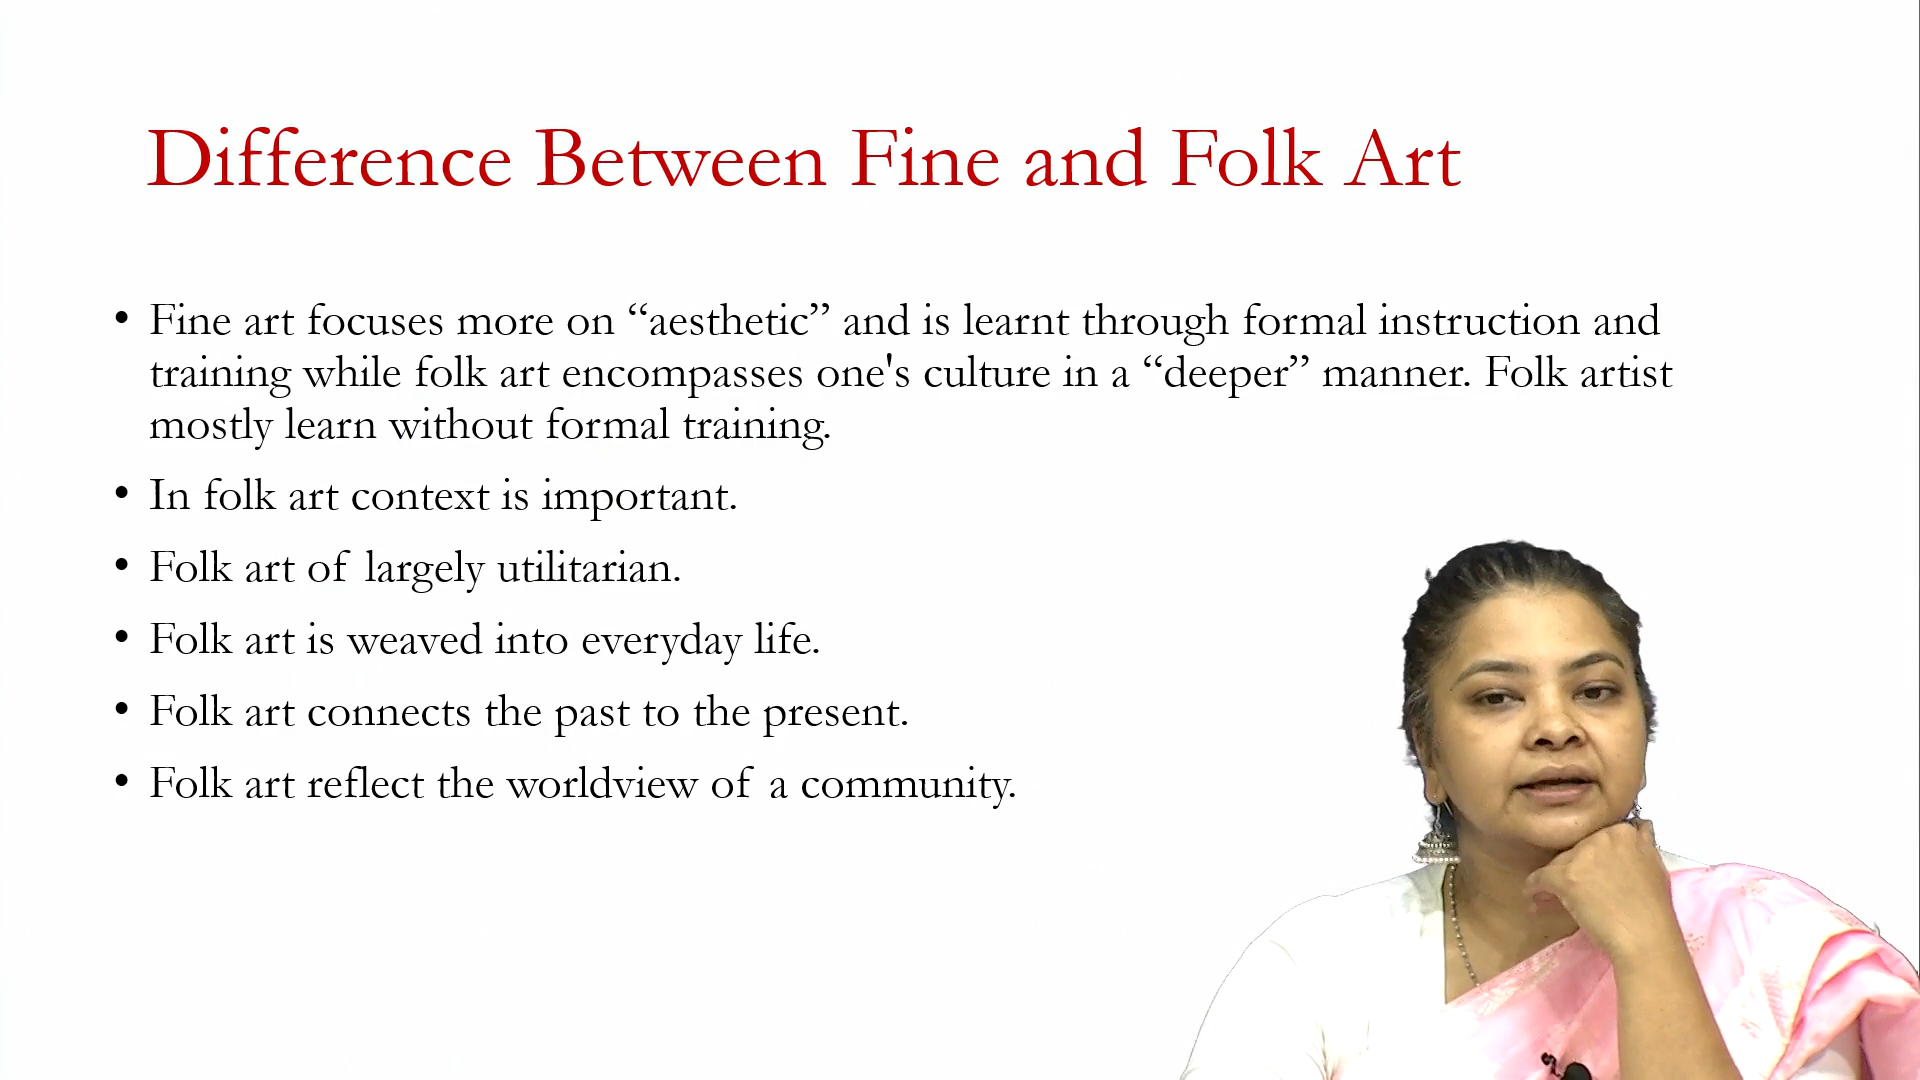 Difference Between Fine and Folk Art
• Fine art focuses more on “aesthetic” and is learnt through formal instruction and
training while folk art encompasses one's culture in a “deeper” manner. Folk artist
mostly learn without formal training.
• In folk art context is important.
• Folk art of largely utilitarian.
• Folk art is weaved into everyday life.
• Folk art connects the past to the present.
• Folk art reflect the worldview of a community.